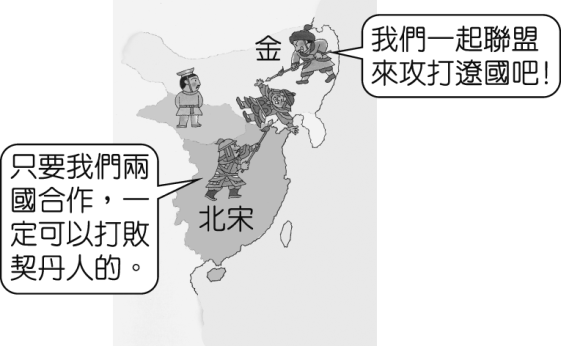 金
我們一起聯盟
來攻打遼國吧！
只要我們兩
國合作，一
定可以打敗
契丹人的。
北宋